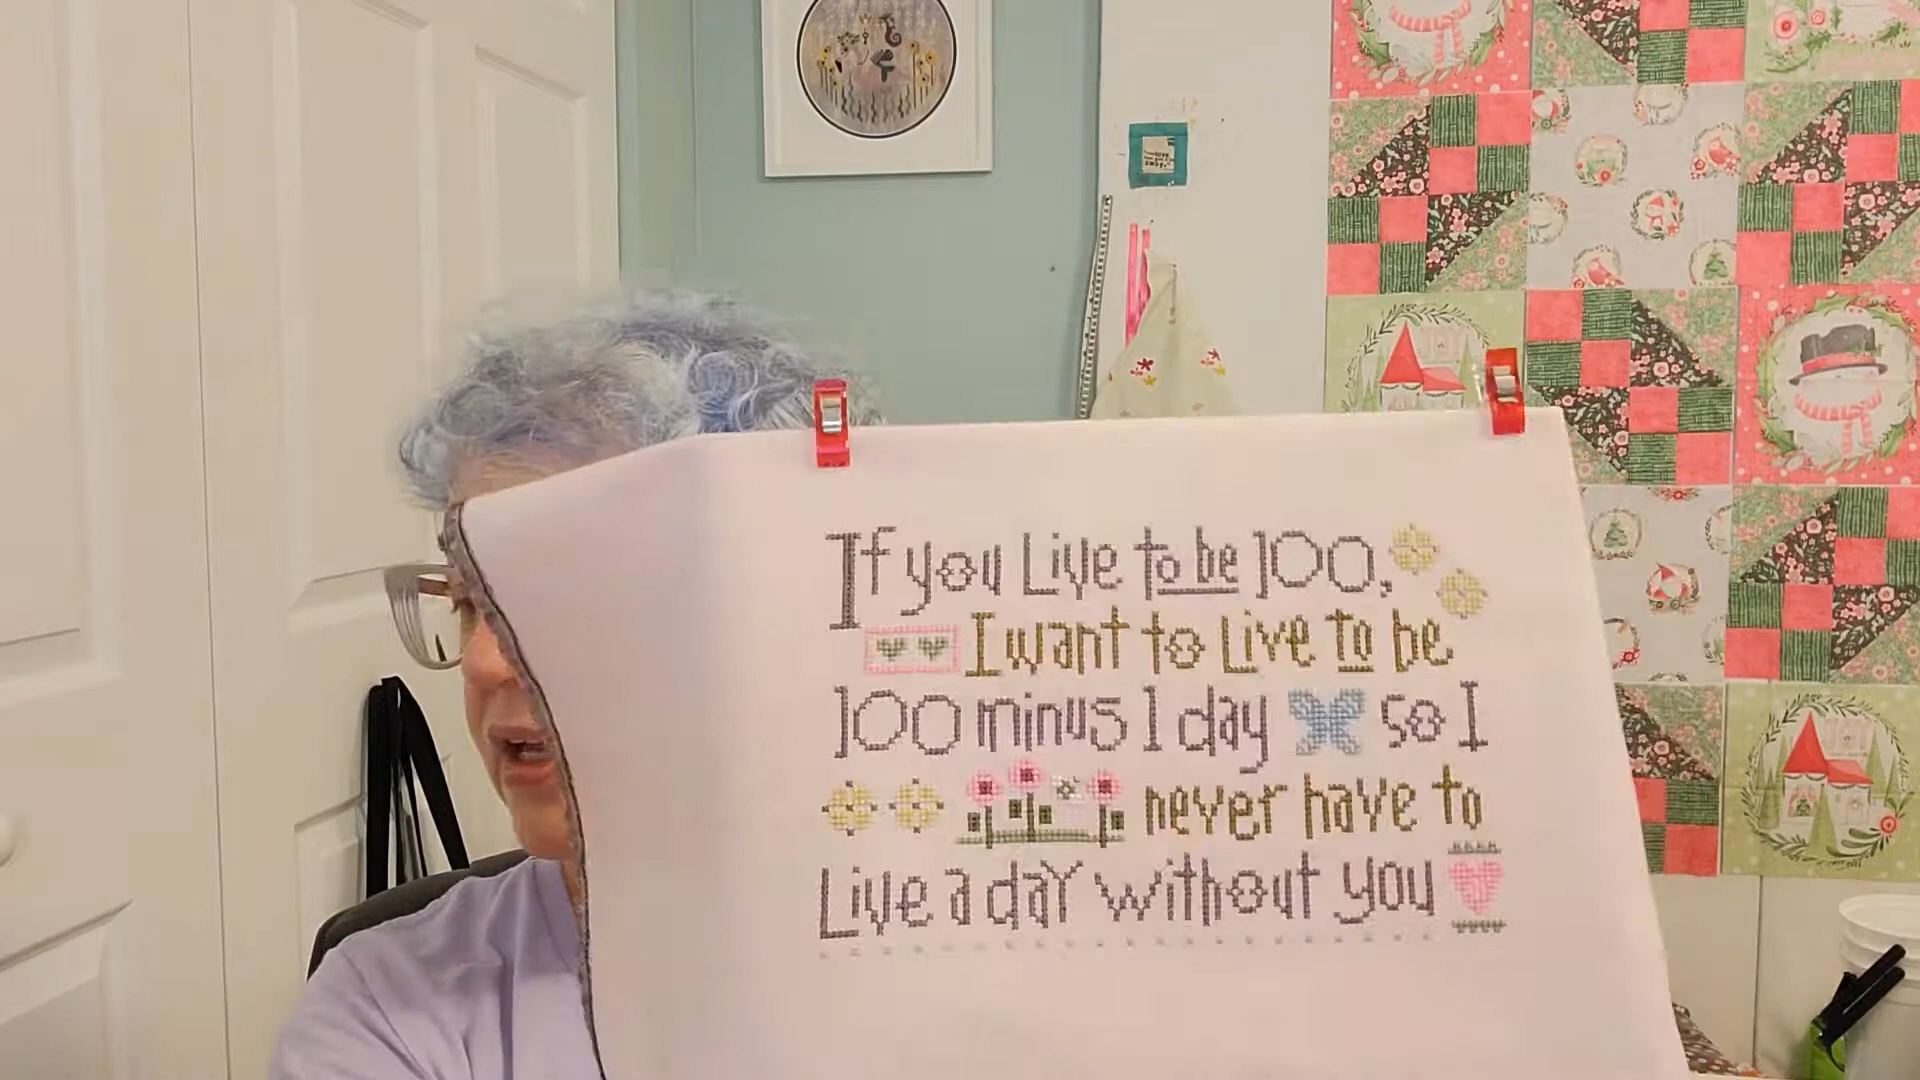 If you Live to be 100,
I want to Live to be
100 minus 1 day so I
never have to
Live a day without you